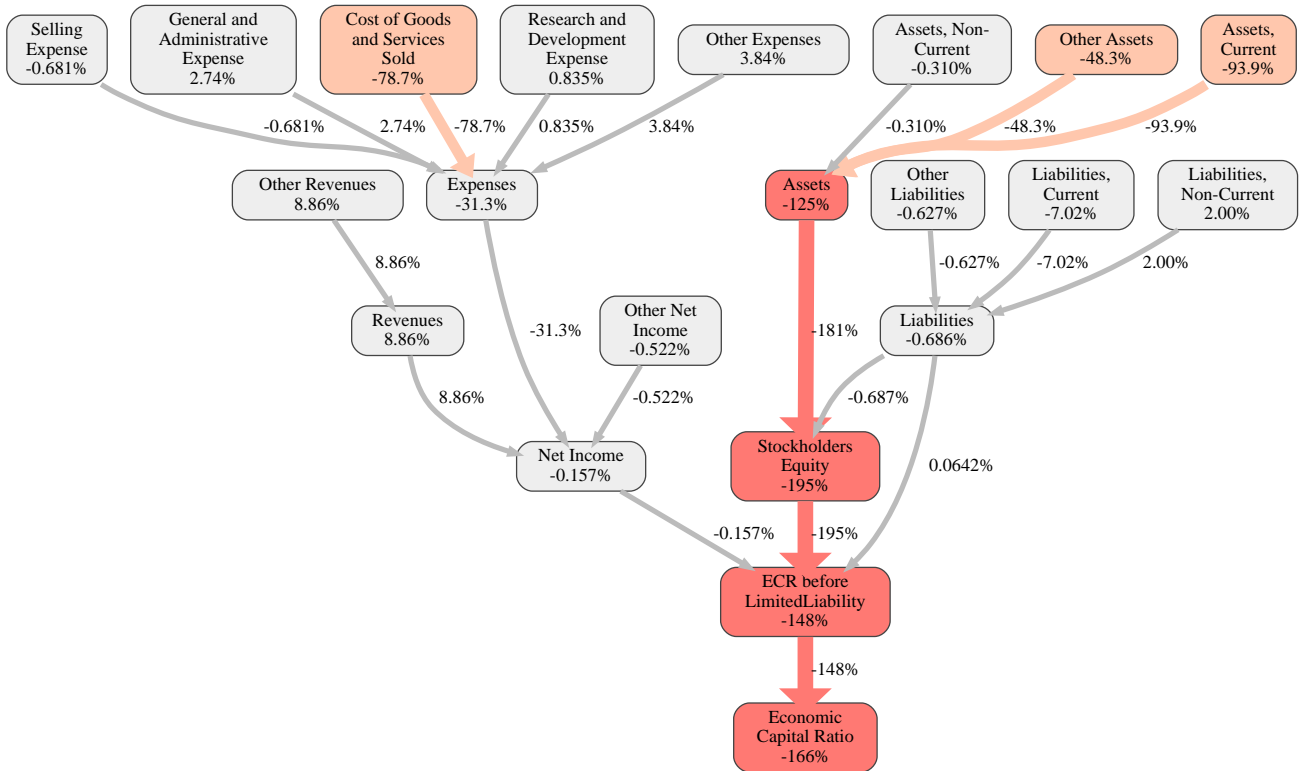 Selling
Expense
-0.681%
General and
Administrative
Expense
2.74%
Cost of Goods
and Services
Sold
-78.7%
Research and
Development
Expense
0.835%
Other Expenses
3.84%
Assets, Non-
Current
-0.310%
Other Assets
-48.3%
Assets,
Current
-93.9%
-0.681%
2.74%
-78.7%
0.835%
3.84%
-0.310%
-48.3%
-93.9%
Other Revenues
8.86%
Expenses
-31.3%
Assets
-125%
Other
Liabilities
-0.627%
Liabilities,
Current
-7.02%
Liabilities,
Non-Current
2.00%
8.86%
-0.627%
-7.02%
2.00%
Revenues
8.86%
-31.3%
Other Net
Income
-0.522%
-181%
Liabilities
-0.686%
8.86%
-0.522%
-0.687%
Net Income
-0.157%
Stockholders
Equity
-195%
0.0642%
-0.157%
-195%
ECR before
LimitedLiability
-148%
-148%
Economic
Capital Ratio
-166%